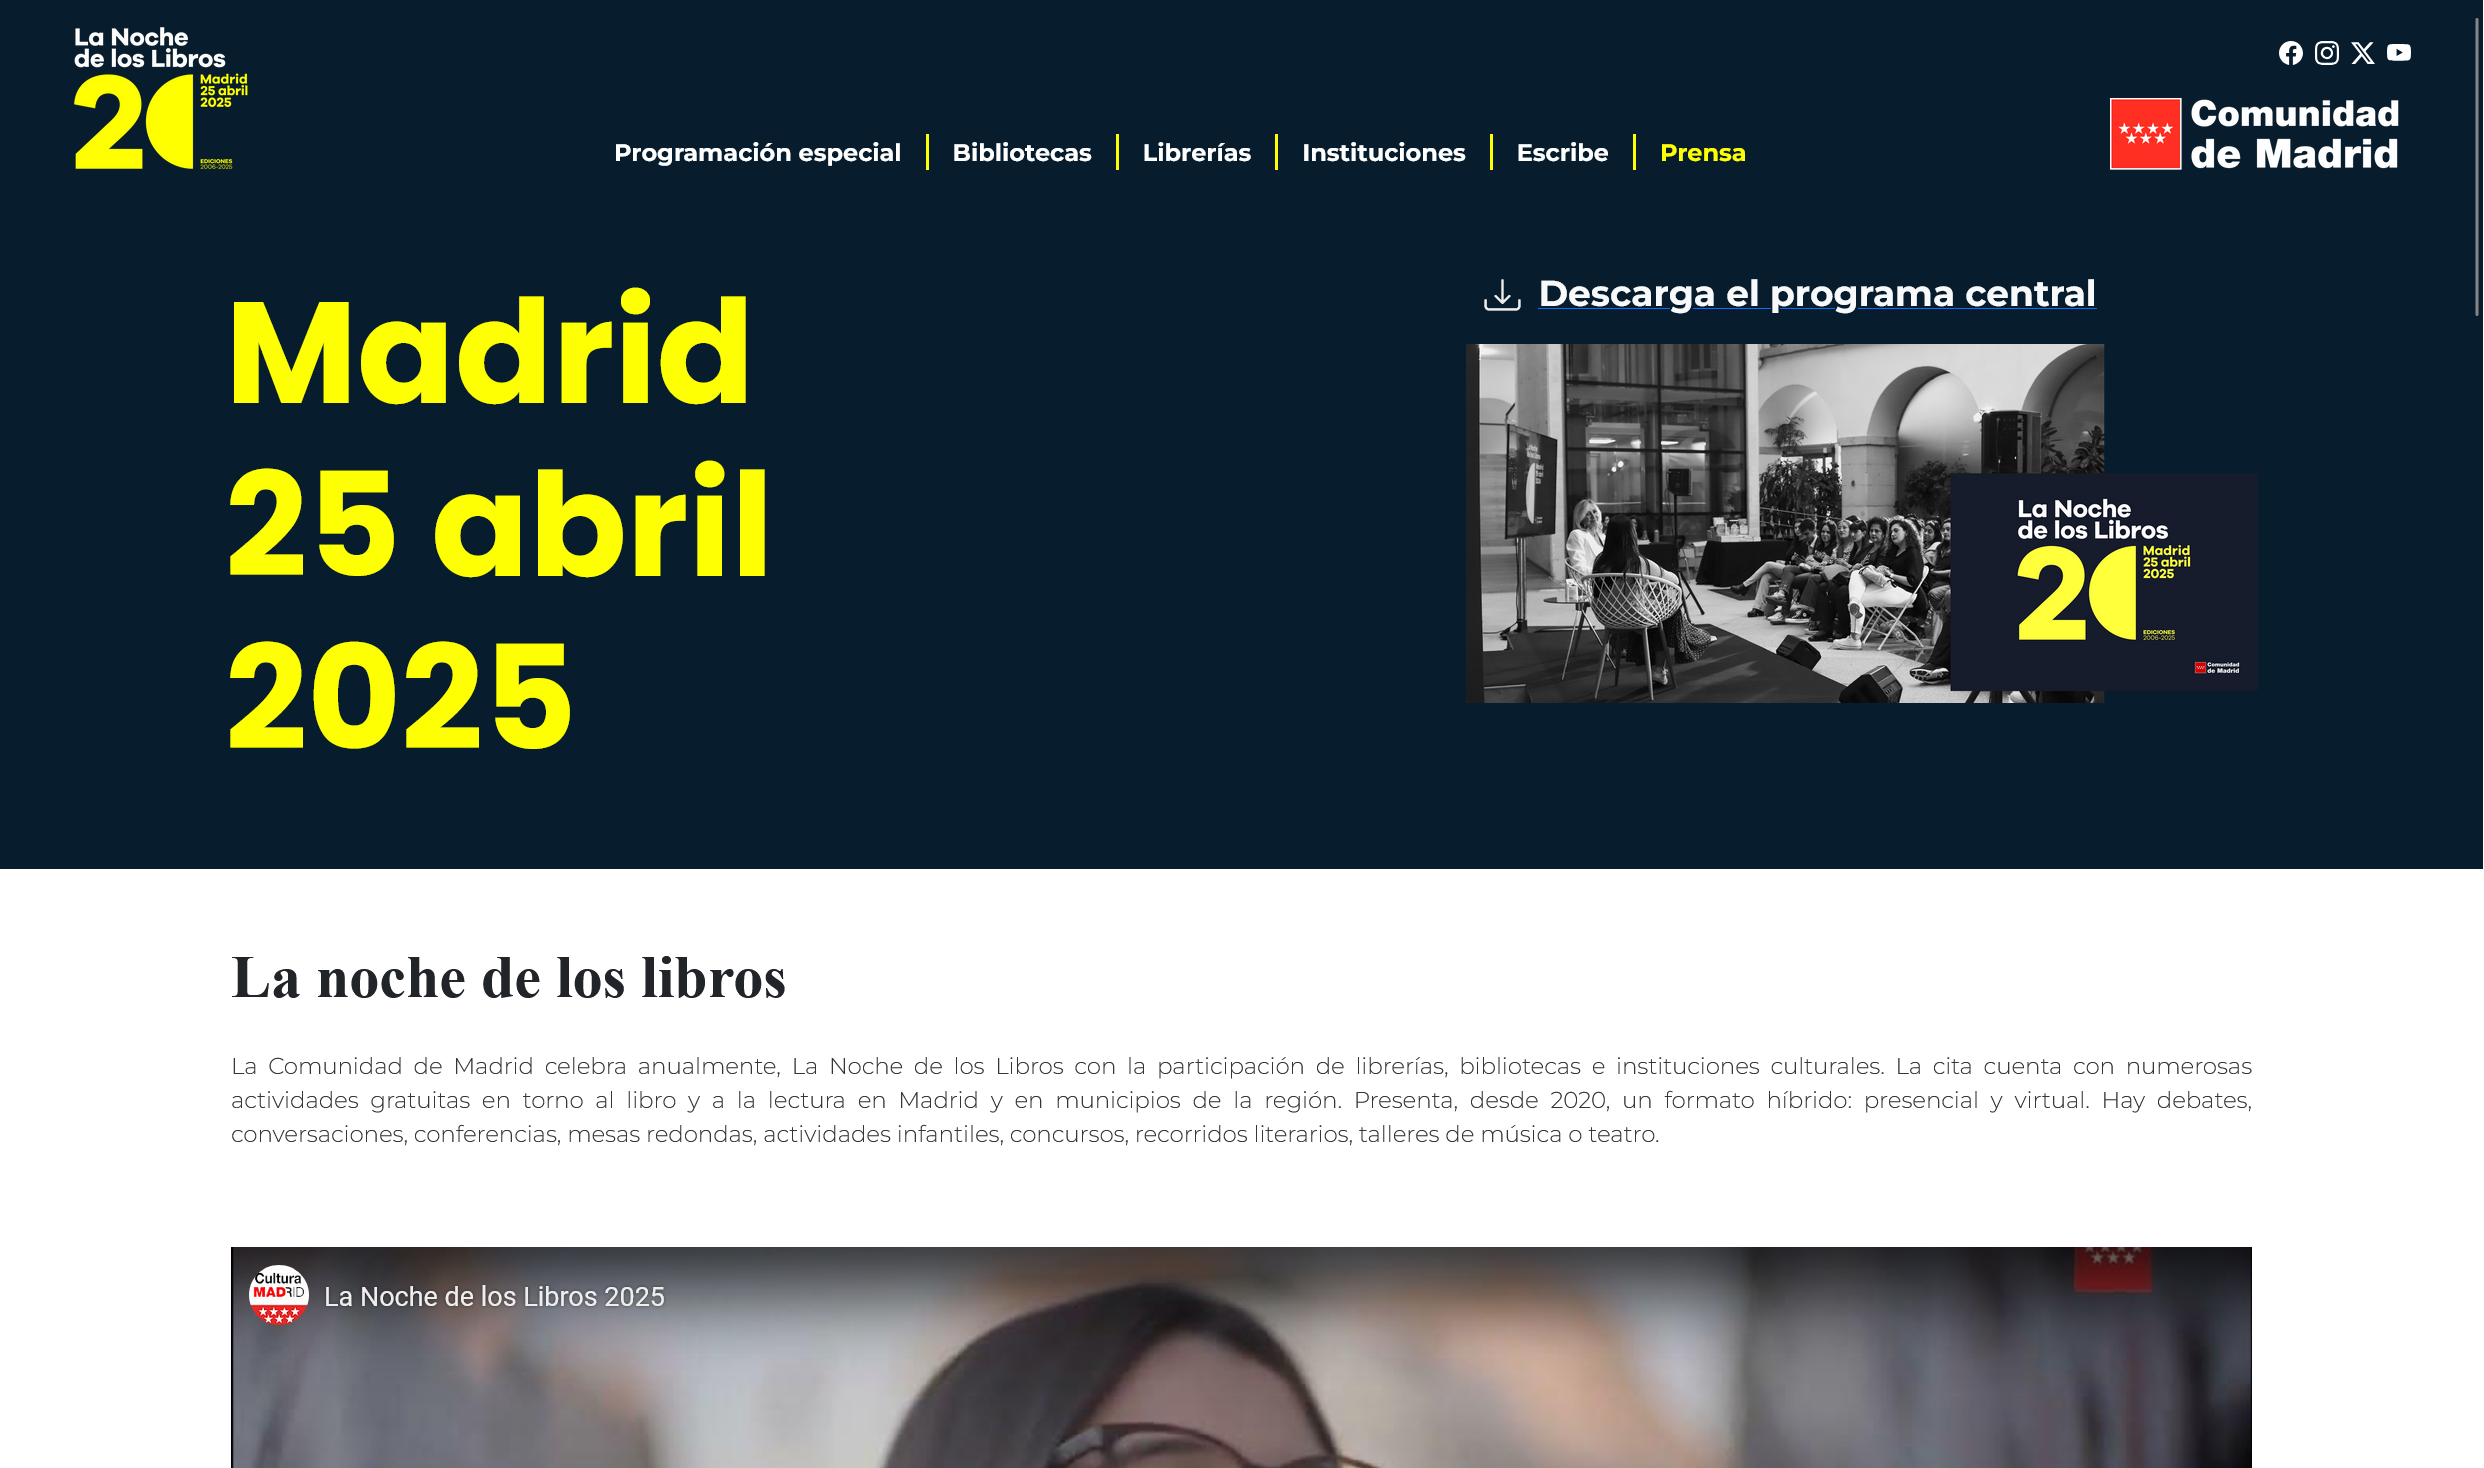 La Noche
de los Libros
20
Madrid
25 abril
2025
EDICIONES
2006-2025
Programación especial
Bibliotecas
Librerías
Instituciones
Escribe
Prensa
Comunidad
de Madrid
Madrid
25 abril
2025
Descarga el programa central
La Noche
de los Libros
20
Madrid
25 abril
2025
EDICIONES
2006-2025
Comunidad
de Madrid
La noche de los libros
La Comunidad de Madrid celebra anualmente, La Noche de los Libros con la participación de librerías, bibliotecas e instituciones culturales. La cita cuenta con numerosas
actividades gratuitas en torno al libro y a la lectura en Madrid y en municipios de la región. Presenta, desde 2020, un formato híbrido: presencial y virtual. Hay debates,
conversaciones, conferencias, mesas redondas, actividades infantiles, concursos, recorridos literarios, talleres de música o teatro.
Cultura
MADRID
La Noche de los Libros 2025